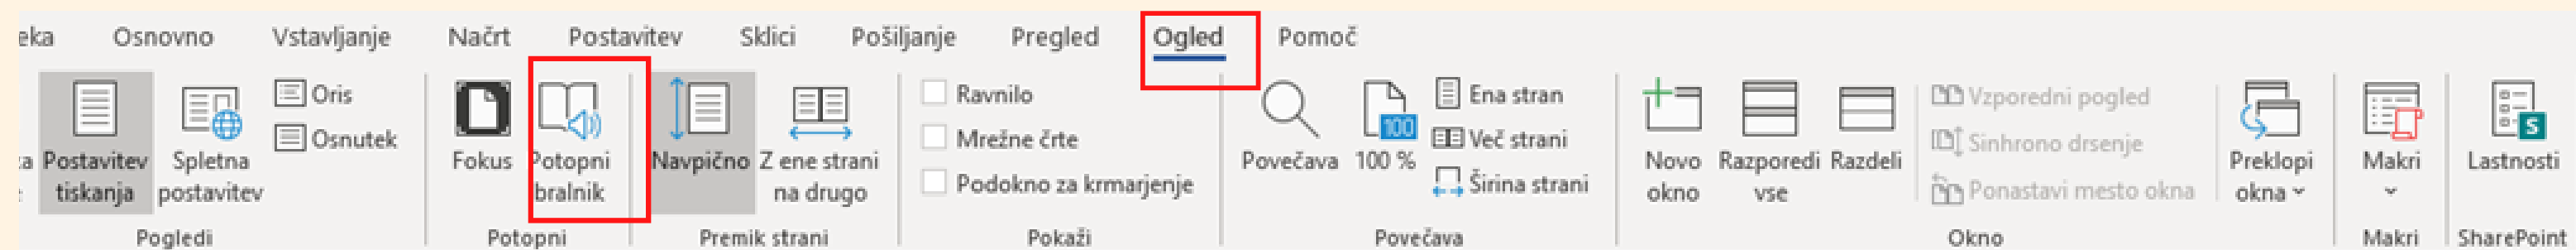 eka Osnovno Vstavljanje Načrt Postavitev Sklici Pošiljanje Pregled Ogled Pomoč
Postavitev
tiskanja
Spletna
postavitev
Oris
Osnutek
Pogledi
Fokus
Potopni
bralnik
Potopni
Navpično
Z ene strani
na drugo
Premik strani
Ravnilo
Mrežne črte
Podokno za krmarjenje
Pokaži
Povečava
100
100 %
Ena stran
Več strani
Širina strani
Povečava
Novo
okno
Razporedi
vse
Razdeli
Vzporedni pogled
Sinhrono drsenje
Ponastavi mesto okna
Preklopi
okna
Okno
Makri
Makri
S
Lastnosti
SharePoint